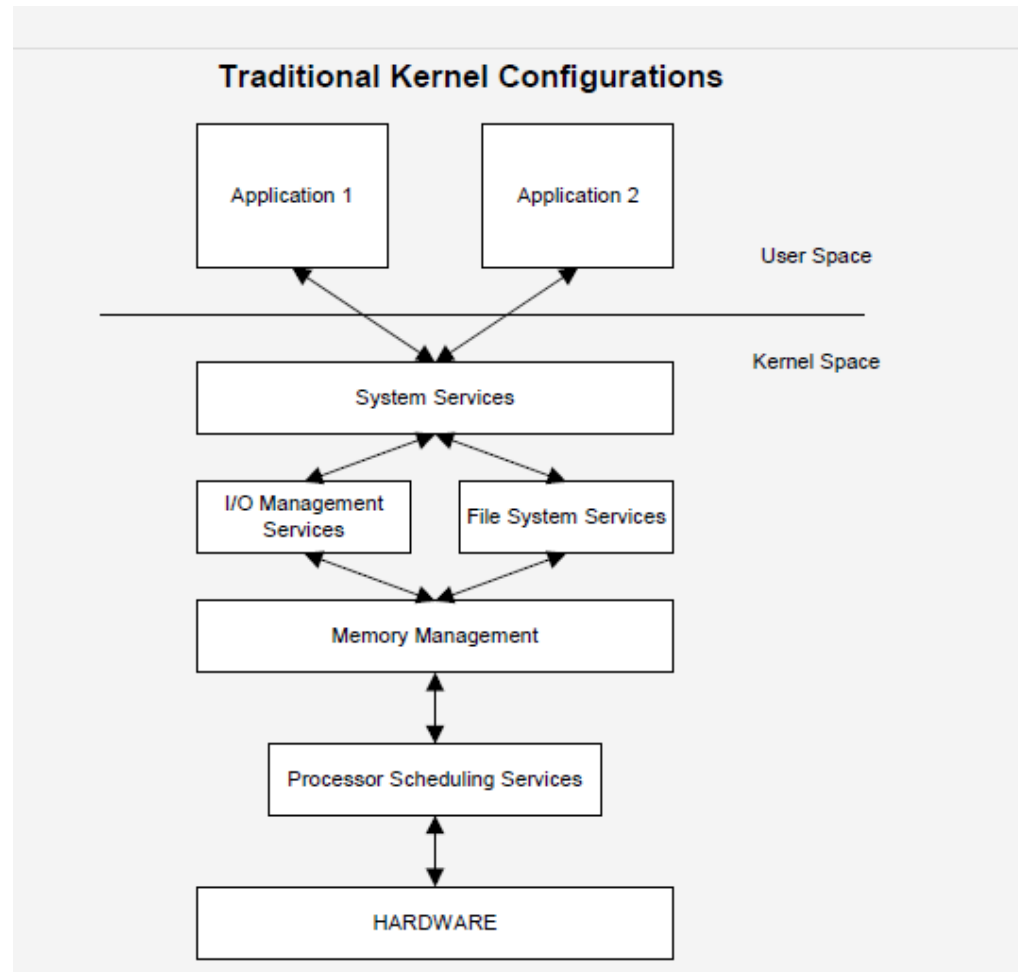 Traditional Kernel Configurations
Application 1
Application 2
User Space
Kernel Space
System Services
I/O Management
Services
File System Services
Memory Management
Processor Scheduling Services
HARDWARE